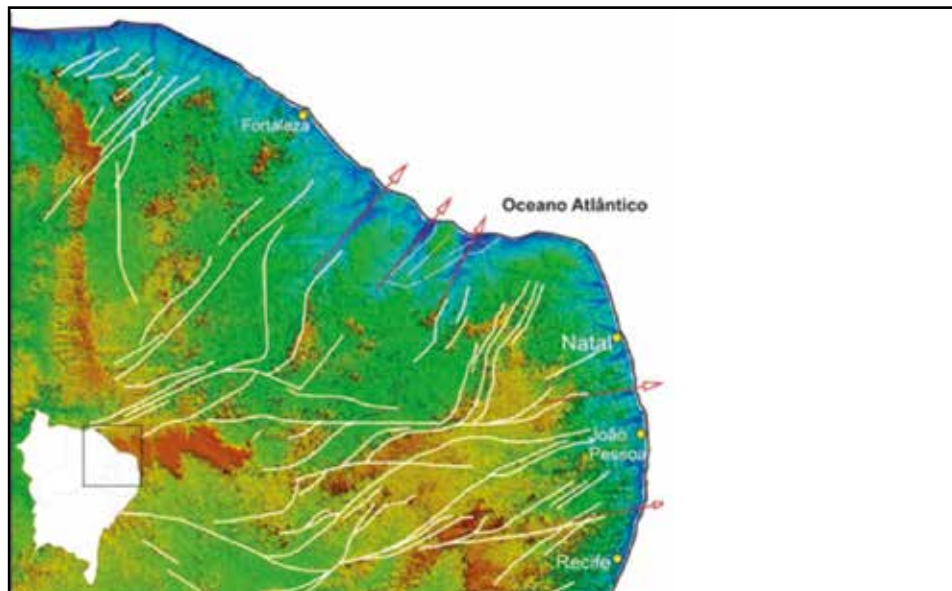 Fortaleza
Oceano Atlântico
Natal
João
Pessoa
Recife